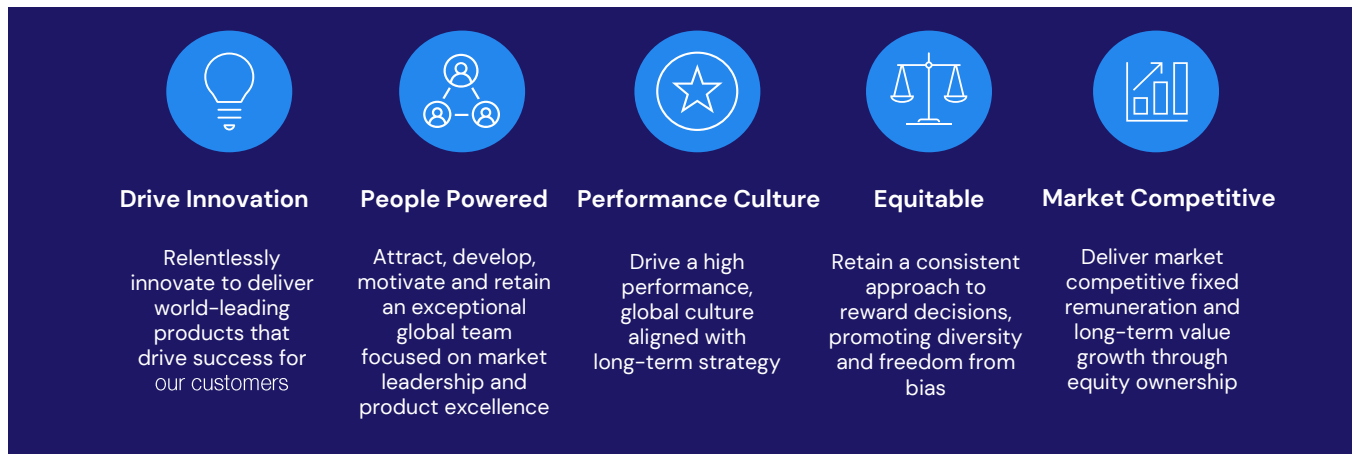 Drive Innovation
Relentlessly
innovate to deliver
world-leading
products that
drive success for
our customers
People Powered
Attract, develop,
motivate and retain
an exceptional
global team
focused on market
leadership and
product excellence
Performance Culture
Drive a high
performance,
global culture
aligned with
long-term strategy
Equitable
Retain a consistent
approach to
reward decisions,
promoting diversity
and freedom from
bias
Market Competitive
Deliver market
competitive fixed
remuneration and
long-term value
growth through
equity ownership